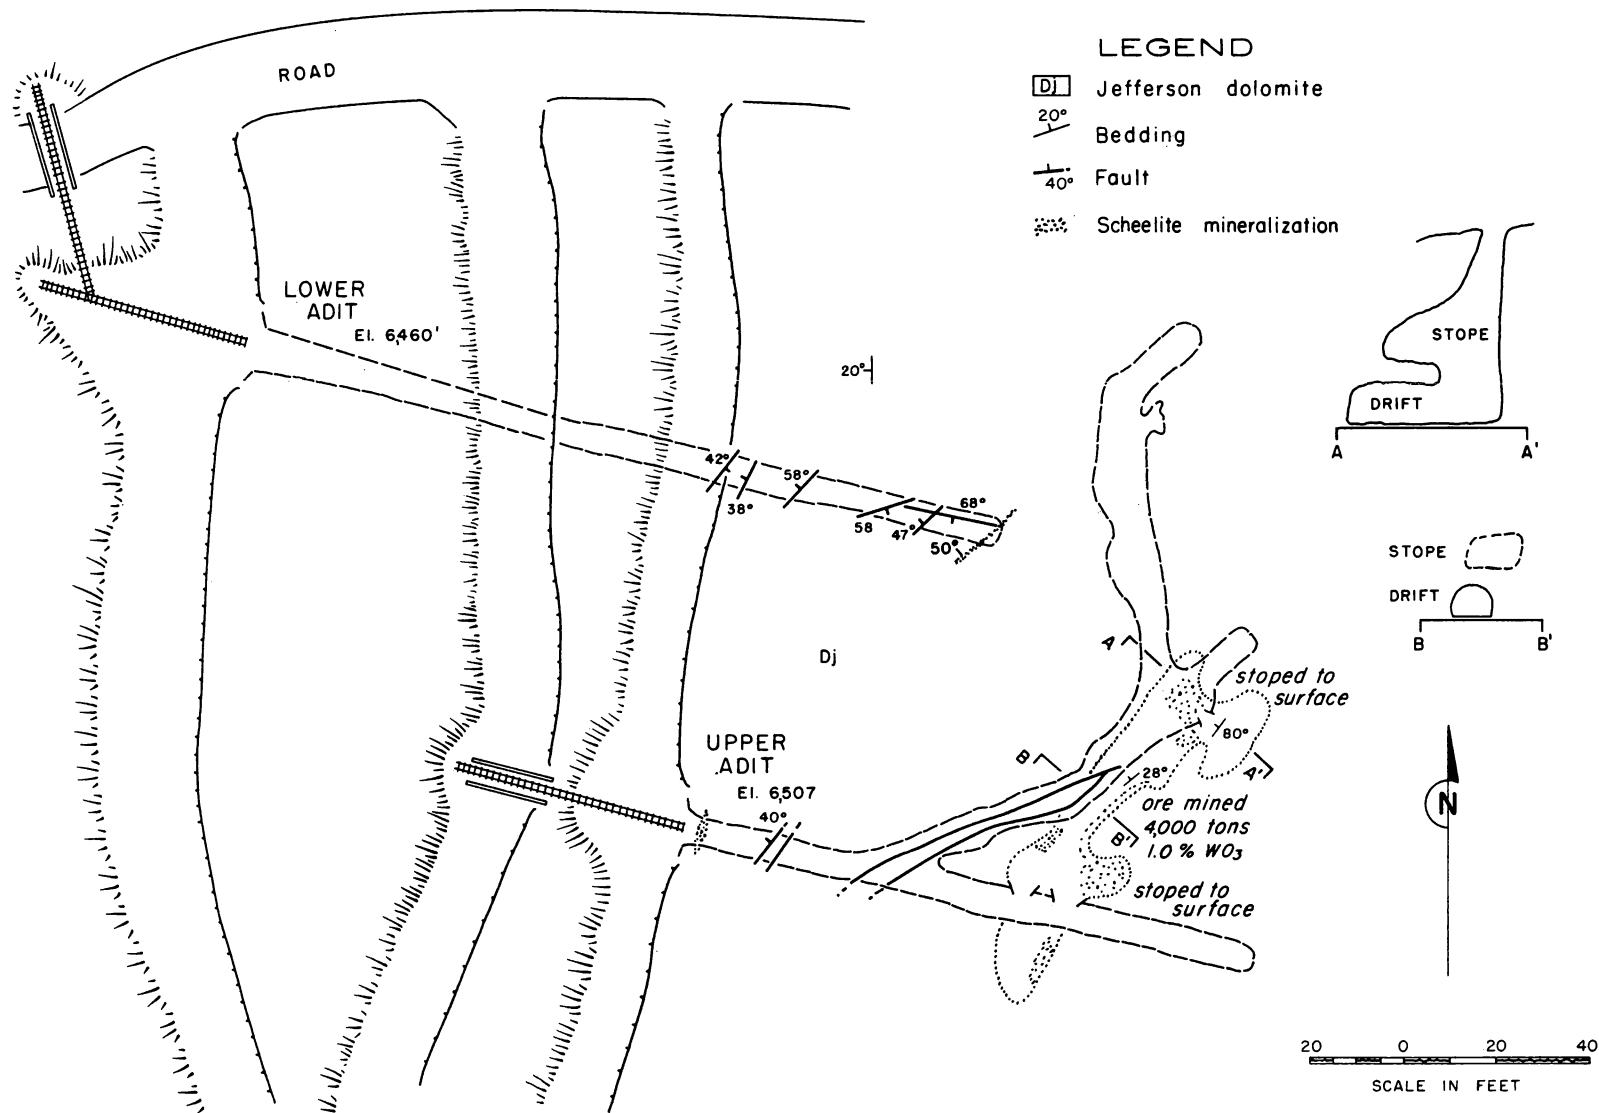 LEGEND
Dj Jefferson dolomite
20° Bedding
40° Fault
Scheelite mineralization
ROAD
LOWER
ADIT
El. 6,460'
20°
42°
38°
58°
58
47°
68°
50°
Dj
UPPER
ADIT
El. 6,507
40°
A
B
stoped to
surface
80°
A'
28°
ore mined
4,000 tons
1.0 % WO3
B'
stoped to
surface
STOPE
DRIFT
A A'
STOPE
DRIFT
B B'
N
20 0 20 40
SCALE IN FEET